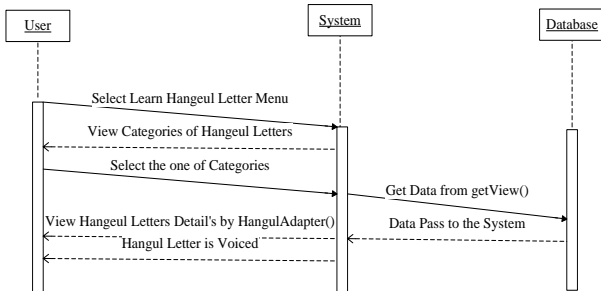 User
System
Database
Select Learn Hangeul Letter Menu
View Categories of Hangeul Letters
Select the one of Categories
Get Data from getView()
View Hangeul Letters Detail's by HangulAdapter()
Data Pass to the System
Hangul Letter is Voiced